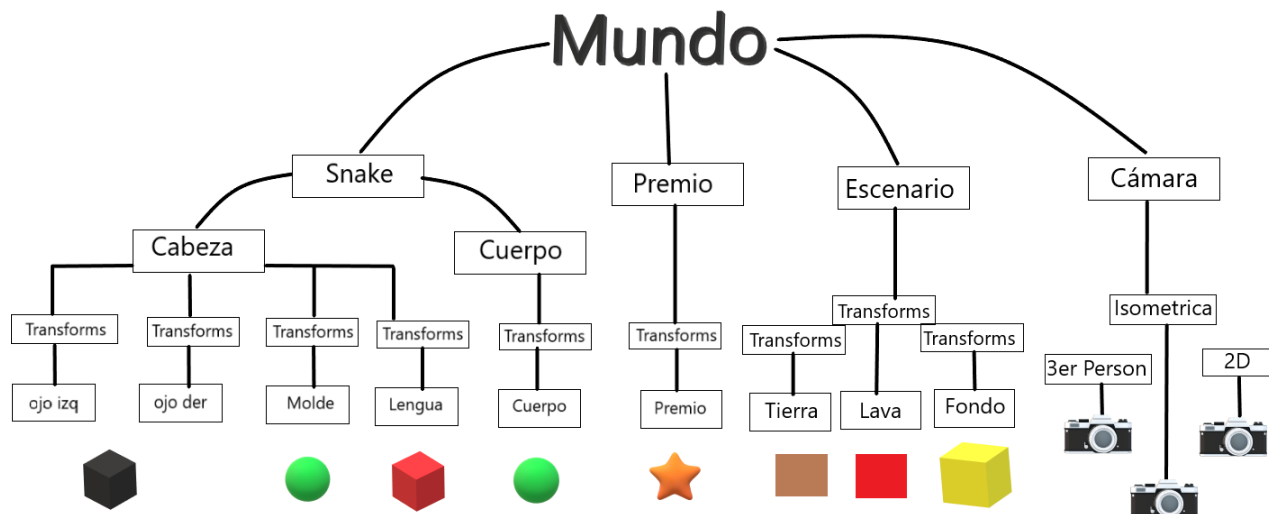 Mundo
Snake
Premio
Escenario
Cámara
Cabeza
Cuerpo
Transforms
Transforms
Transforms
Transforms
Transforms
Transforms
Transforms
Transforms
Transforms
Isometrica
3er Person
2D
ojo izq
ojo der
Molde
Lengua
Cuerpo
Premio
Tierra
Lava
Fondo